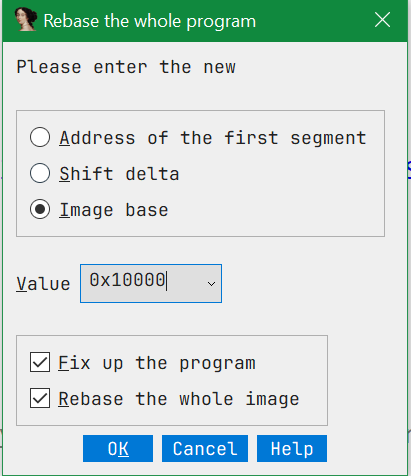 Rebase the whole program
Please enter the new
Address of the first segment
Shift delta
Image base
Value 0x10000
Fix up the program
Rebase the whole image
OK Cancel Help